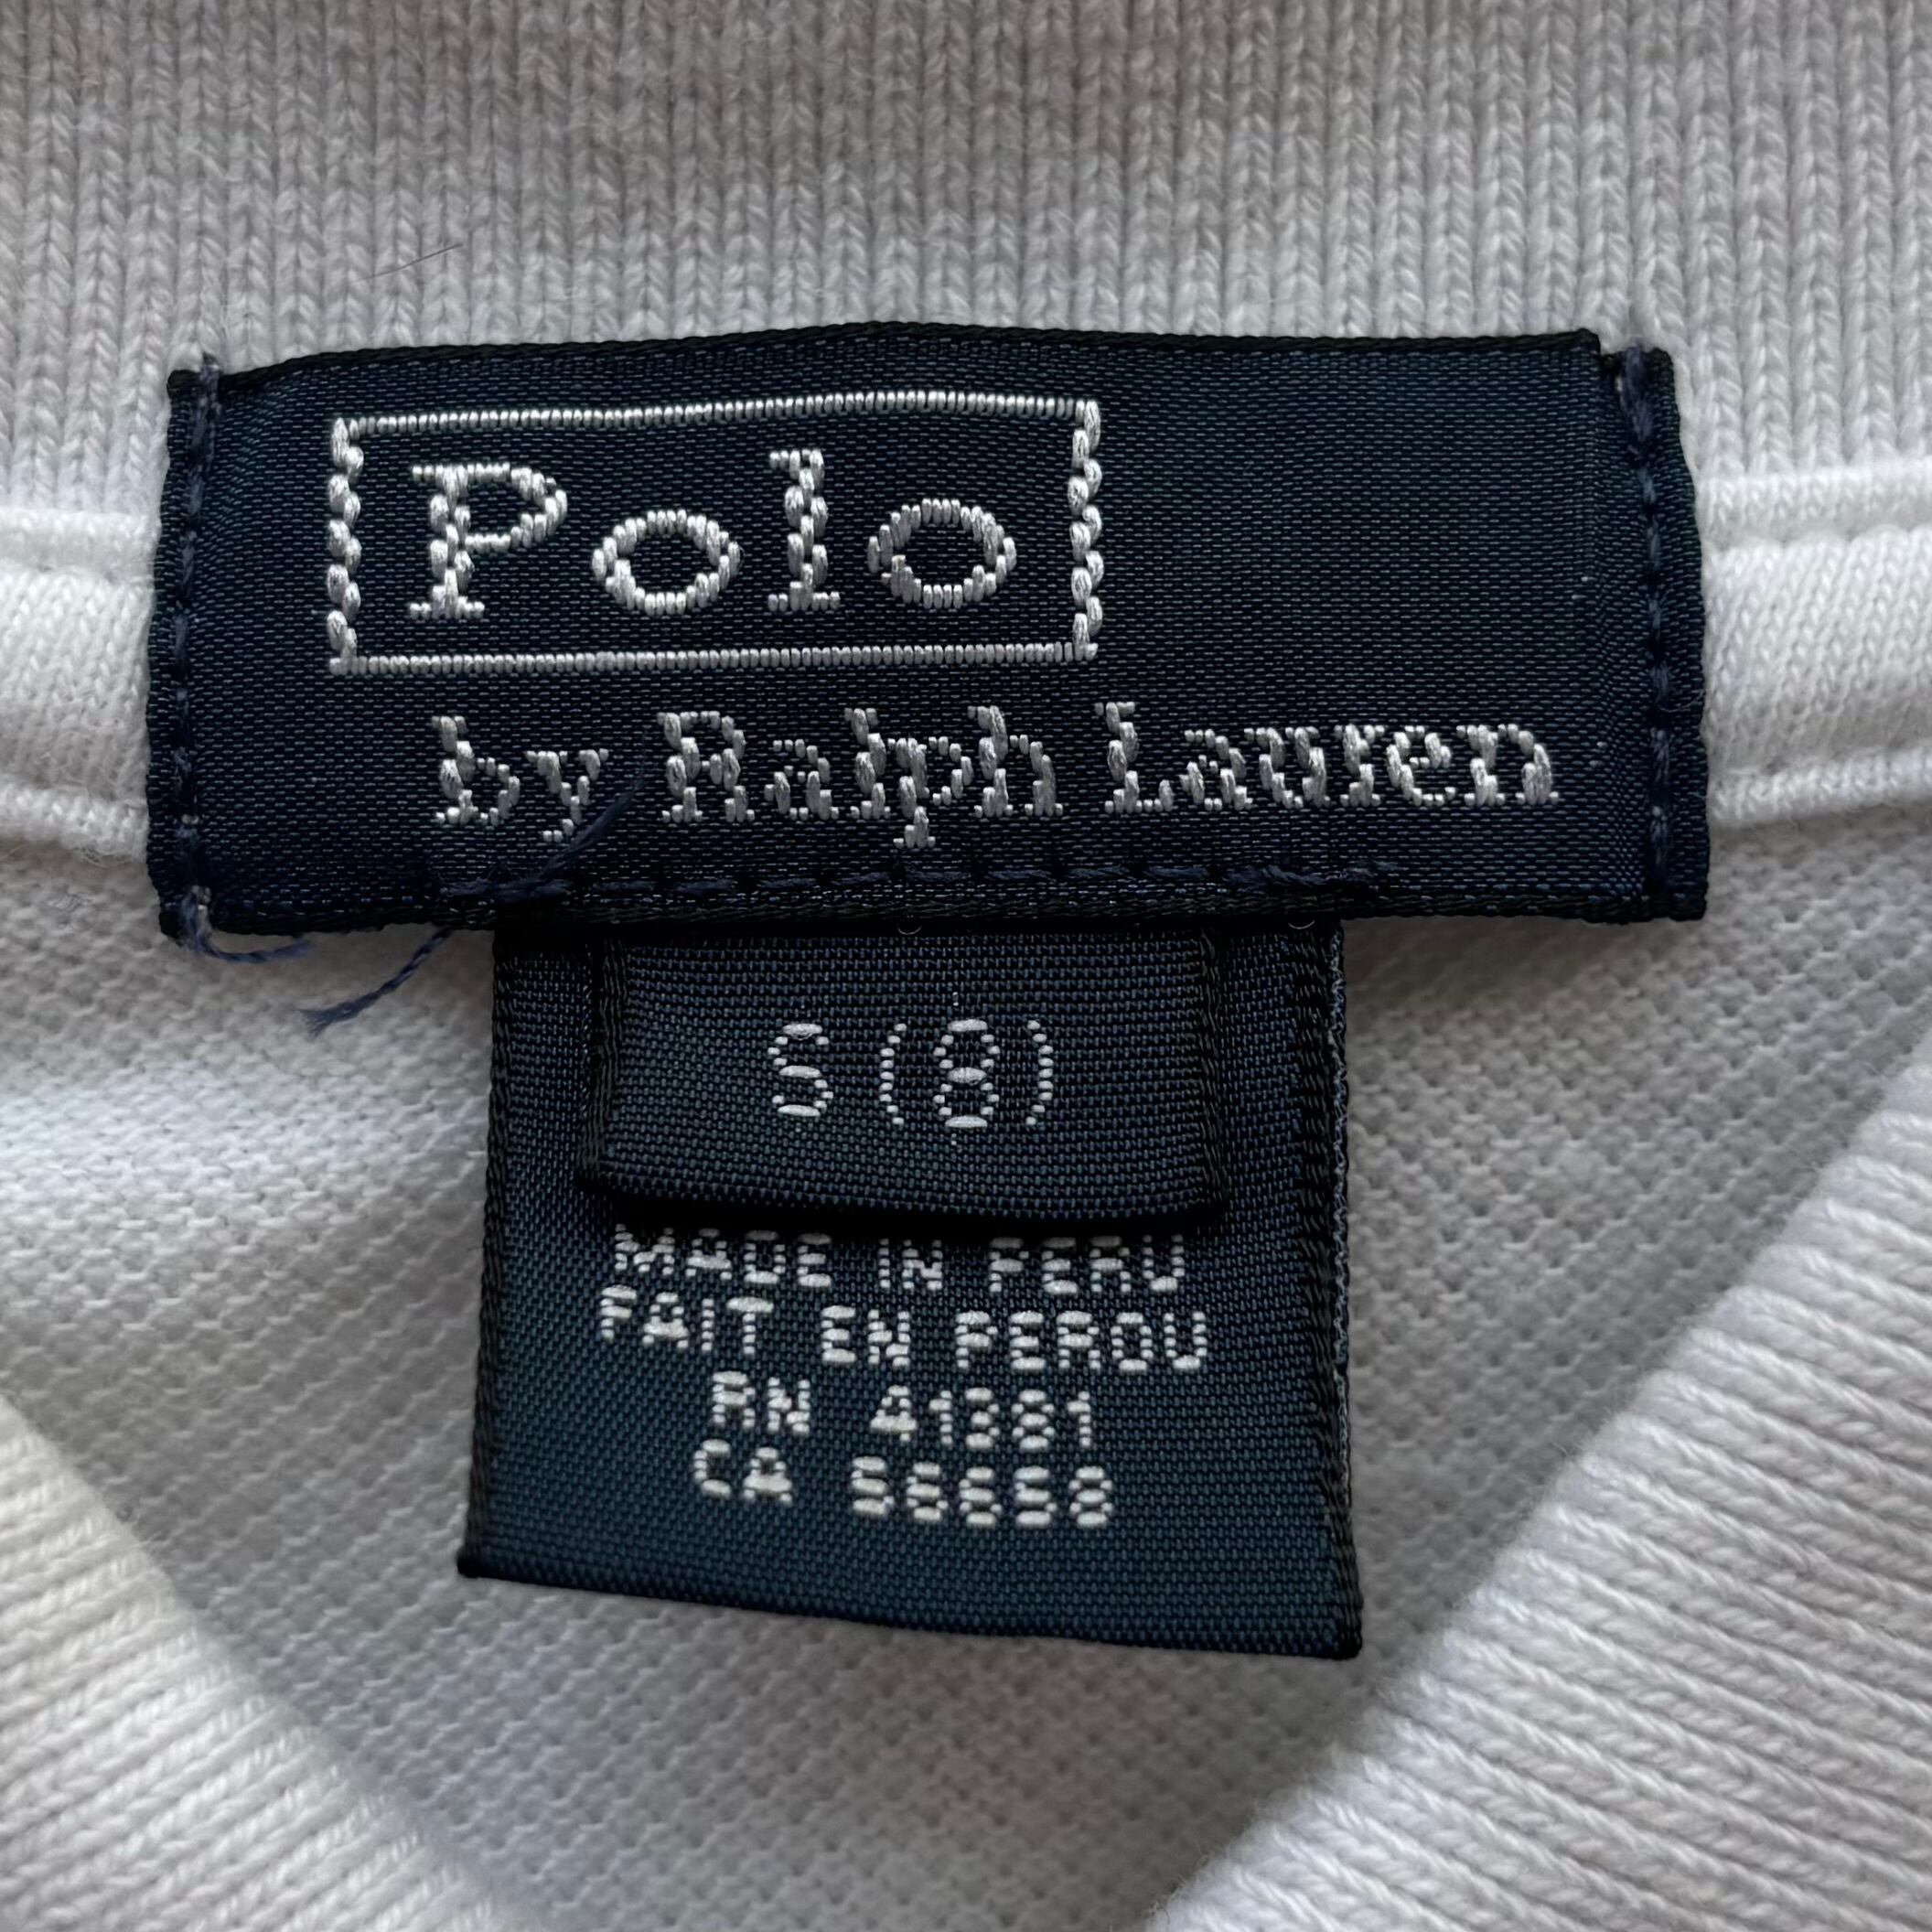 Polo
by Ralph Lauren
S (8)
MADE IN PERU
FAIT EN PEROU
RN 41381
CA 56658